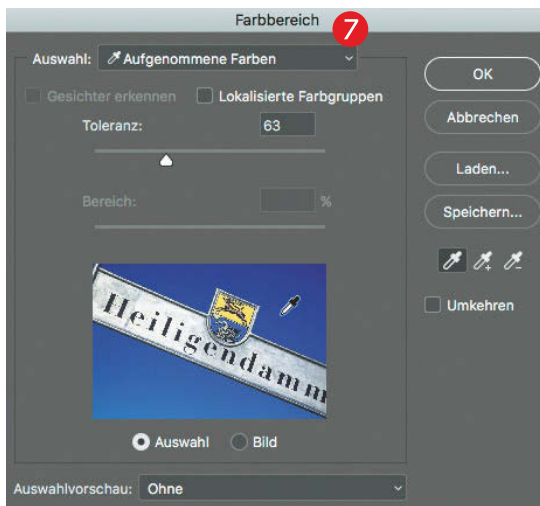 Farbbereich
7
Auswahl: Aufgenommene Farben
Gesichter erkennen Lokalisierte Farbgruppen
Toleranz: 63
Bereich: %
Heiligendamm
Auswahl Bild
Auswahlvorschau: Ohne
OK
Abbrechen
Laden...
Speichern...
Umkehren